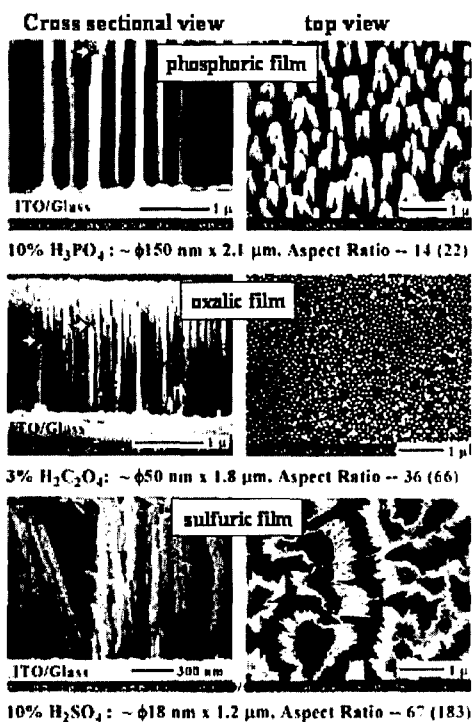 Cross sectional view top view
phosphoric film
ITO/Glass 1 μ 1 μ
10% H₃PO₄ : ~ ϕ150 nm x 2.1 μm, Aspect Ratio -- 14 (22)
oxalic film
ITO/Glass 1 μ 1 μ
3% H₂C₂O₄: ~ ϕ50 nm x 1.8 μm, Aspect Ratio -- 36 (66)
sulfuric film
ITO/Glass 300 nm 1 μ
10% H₂SO₄ : ~ ϕ18 nm x 1.2 μm, Aspect Ratio -- 67 (183)